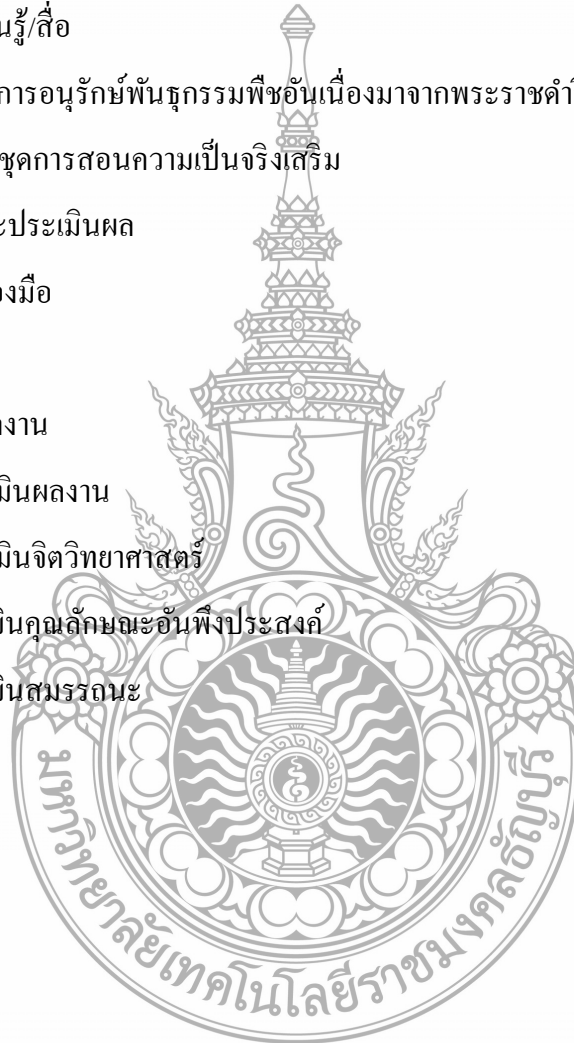 นรู้/สื่อ
การอนุรักษ์พันธุกรรมพืชอันเนื่องมาจากพระราชดำ
ชุดการสอนความเป็นจริงเสริม
ะประเมินผล
องมือ
งาน
มินผลงาน
มินจิตวิทยาศาสตร์
มินคุณลักษณะอันพึงประสงค์
มินสมรรถนะ
มหาวิทยาลัยเทคโนโลยีราชมงคลธัญบุรี